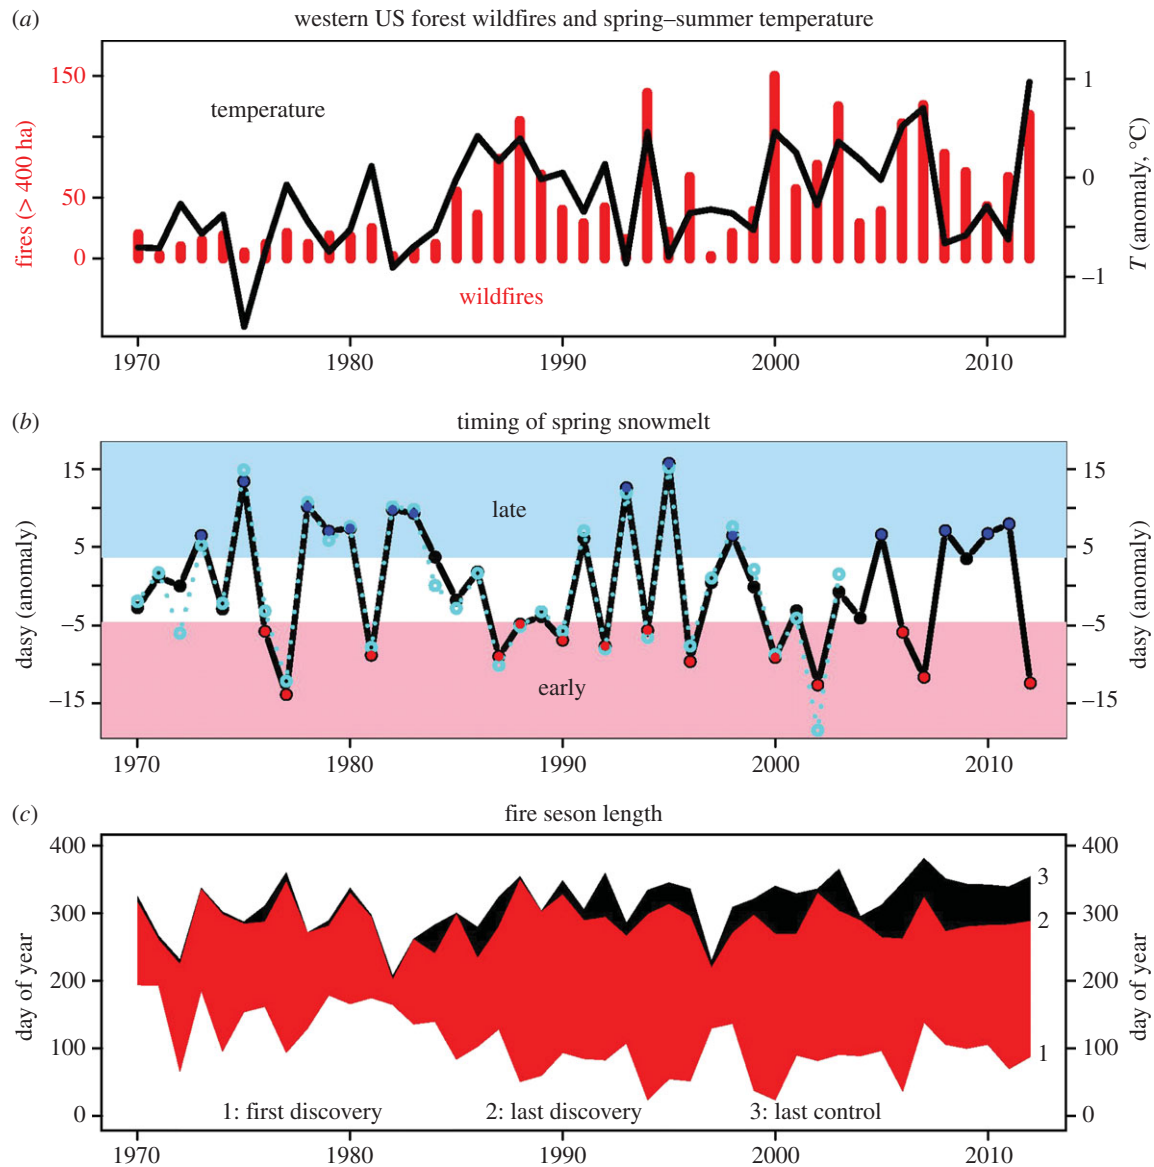 (a) western US forest wildfires and spring–summer temperature
150
50
0
fires (> 400 ha)
temperature
wildfires
1
0
–1
T (anomaly, °C)
1970 1980 1990 2000 2010
(b) timing of spring snowmelt
15
5
–5
–15
dasy (anomaly)
late
early
15
5
–5
–15
dasy (anomaly)
1970 1980 1990 2000 2010
(c) fire seson length
400
300
200
100
0
day of year
3
2
1
1: first discovery 2: last discovery 3: last control
400
300
200
100
0
day of year
1970 1980 1990 2000 2010